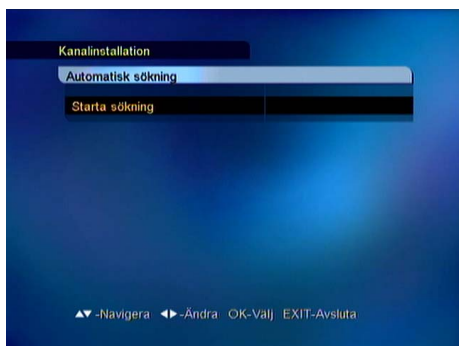 Kanalinstallation
Automatisk sökning
Starta sökning
▲▼ -Navigera ◄► -Ändra OK-Välj EXIT-Avsluta